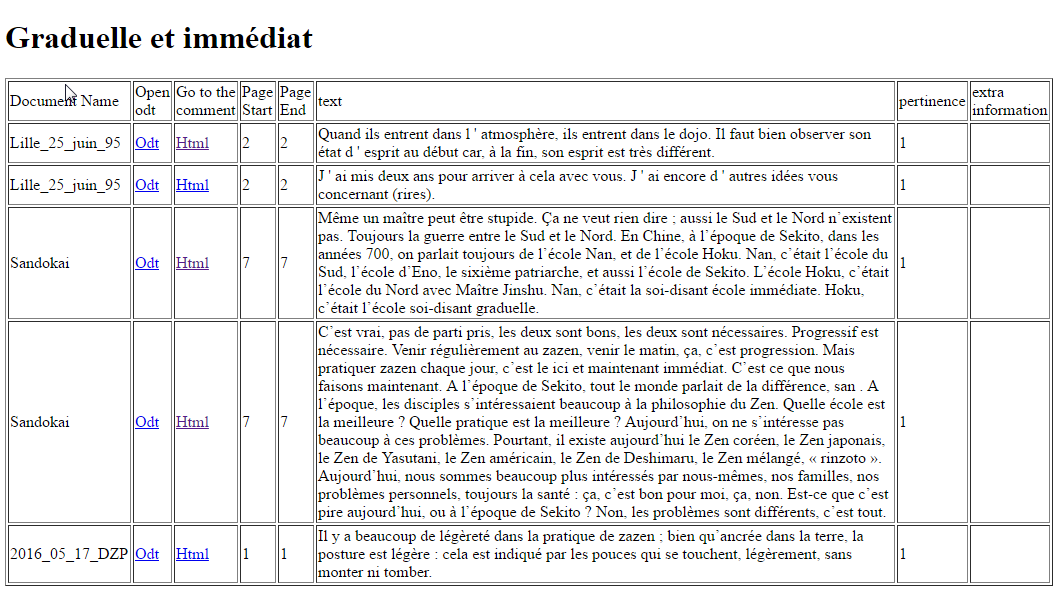 Graduelle et immédiat
Document Name Open odt Go to the comment Page Start Page End text pertinence extra information
Lille_25_juin_95 Odt Html 2 2 Quand ils entrent dans l ' atmosphère, ils entrent dans le dojo. Il faut bien observer son
état d ' esprit au début car, à la fin, son esprit est très différent. 1
Lille_25_juin_95 Odt Html 2 2 J ' ai mis deux ans pour arriver à cela avec vous. J ' ai encore d ' autres idées vous
concernant (rires). 1
Sandokai Odt Html 7 7 Même un maître peut être stupide. Ça ne veut rien dire ; aussi le Sud et le Nord n’existent
pas. Toujours la guerre entre le Sud et le Nord. En Chine, à l’époque de Sekito, dans les
années 700, on parlait toujours de l’école Nan, et de l’école Hoku. Nan, c’était l’école du
Sud, l’école d’Eno, le sixième patriarche, et aussi l’école de Sekito. L’école Hoku, c’était
l’école du Nord avec Maître Jinshu. Nan, c’était la soi-disant école immédiate. Hoku,
c’était l’école soi-disant graduelle. 1
Sandokai Odt Html 7 7 C’est vrai, pas de parti pris, les deux sont bons, les deux sont nécessaires. Progressif est
nécessaire. Venir régulièrement au zazen, venir le matin, ça, c’est progression. Mais
pratiquer zazen chaque jour, c’est le ici et maintenant immédiat. C’est ce que nous
faisons maintenant. A l’époque de Sekito, tout le monde parlait de la différence, san . A
l’époque, les disciples s’intéressaient beaucoup à la philosophie du Zen. Quelle école est
la meilleure ? Quelle pratique est la meilleure ? Aujourd’hui, on ne s’intéresse pas
beaucoup à ces problèmes. Pourtant, il existe aujourd’hui le Zen coréen, le Zen japonais,
le Zen de Yasutani, le Zen américain, le Zen de Deshimaru, le Zen mélangé, « rinzoto ».
Aujourd’hui, nous sommes beaucoup plus intéressés par nous-mêmes, nos familles, nos
problèmes personnels, toujours la santé : ça, c’est bon pour moi, ça, non. Est-ce que c’est
pire aujourd’hui, ou à l’époque de Sekito ? Non, les problèmes sont différents, c’est tout. 1
2016_05_17_DZP Odt Html 1 1 Il y a beaucoup de légèreté dans la pratique de zazen ; bien qu’ancrée dans la terre, la
posture est légère : cela est indiqué par les pouces qui se touchent, légèrement, sans
monter ni tomber. 1